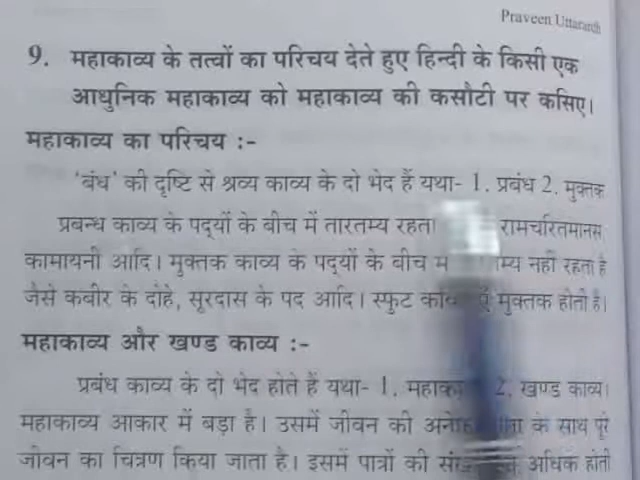 Praveen Uttarardh
9. महाकाव्य के तत्वों का परिचय देते हुए हिन्दी के किसी एक
आधुनिक महाकाव्य को महाकाव्य की कसौटी पर कसिए।
महाकाव्य का परिचय :-
'बंध' की दृष्टि से श्रव्य काव्य के दो भेद हैं यथा- 1. प्रबंध 2. मुक्तक
प्रबन्ध काव्य के पद्यों के बीच में तारतम्य रहता रामचरितमानस
कामायनी आदि। मुक्तक काव्य के पद्यों के बीच नहीं रहता है
जैसे कबीर के दोहे, सूरदास के पद आदि। स्फुट मुक्तक होती है।
महाकाव्य और खण्ड काव्य :-
प्रबंध काव्य के दो भेद होते हैं यथा- 1. 2. खण्ड काव्य।
महाकाव्य आकार में बड़ा है। उसमें जीवन की के साथ पूरे
जीवन का चित्रण किया जाता है। इसमें पात्रों की अधिक होती